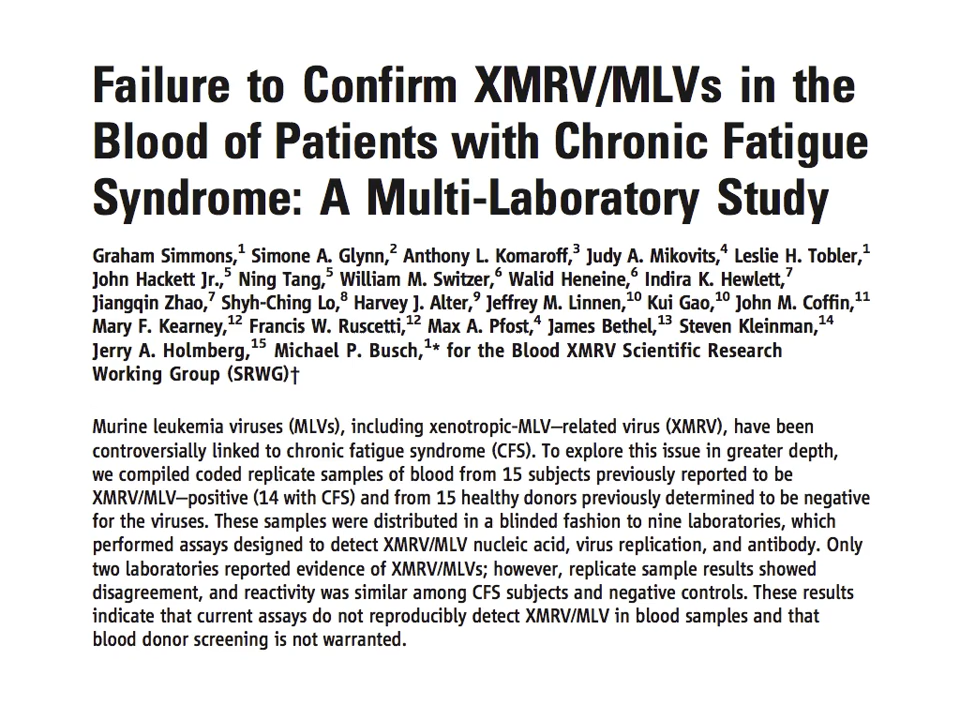 Failure to Confirm XMRV/MLVs in the
Blood of Patients with Chronic Fatigue
Syndrome: A Multi-Laboratory Study
Graham Simmons,1 Simone A. Glynn,2 Anthony L. Komaroff,3 Judy A. Mikovits,4 Leslie H. Tobler,1
John Hackett Jr.,5 Ning Tang,5 William M. Switzer,6 Walid Heneine,6 Indira K. Hewlett,7
Jiangqin Zhao,7 Shyh-Ching Lo,8 Harvey J. Alter,9 Jeffrey M. Linnen,10 Kui Gao,10 John M. Coffin,11
Mary F. Kearney,12 Francis W. Ruscetti,12 Max A. Pfost,4 James Bethel,13 Steven Kleinman,14
Jerry A. Holmberg,15 Michael P. Busch,1* for the Blood XMRV Scientific Research
Working Group (SRWG)†
Murine leukemia viruses (MLVs), including xenotropic-MLV–related virus (XMRV), have been
controversially linked to chronic fatigue syndrome (CFS). To explore this issue in greater depth,
we compiled coded replicate samples of blood from 15 subjects previously reported to be
XMRV/MLV–positive (14 with CFS) and from 15 healthy donors previously determined to be negative
for the viruses. These samples were distributed in a blinded fashion to nine laboratories, which
performed assays designed to detect XMRV/MLV nucleic acid, virus replication, and antibody. Only
two laboratories reported evidence of XMRV/MLVs; however, replicate sample results showed
disagreement, and reactivity was similar among CFS subjects and negative controls. These results
indicate that current assays do not reproducibly detect XMRV/MLV in blood samples and that
blood donor screening is not warranted.